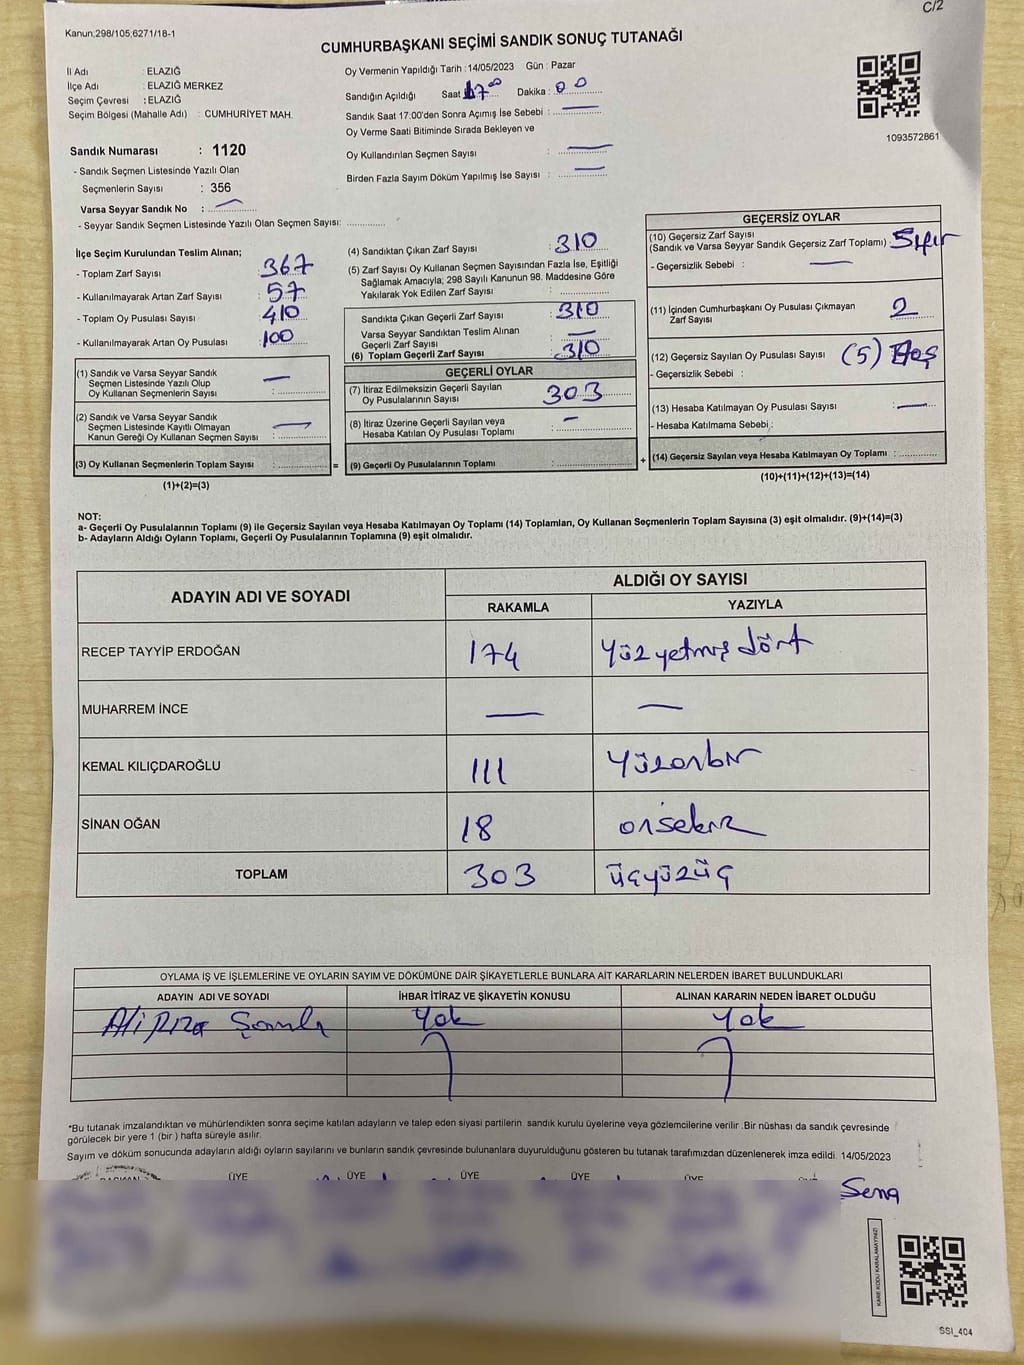 C/2
Kanun;298/105;6271/18-1
CUMHURBAŞKANI SEÇİMİ SANDIK SONUÇ TUTANAĞI
İl Adı : ELAZIĞ
İlçe Adı : ELAZIĞ MERKEZ
Seçim Çevresi : ELAZIĞ
Seçim Bölgesi (Mahalle Adı) : CUMHURİYET MAH.
Sandık Numarası : 1120
- Sandık Seçmen Listesinde Yazılı Olan
Seçmenlerin Sayısı : 356
Varsa Seyyar Sandık No : —
- Seyyar Sandık Seçmen Listesinde Yazılı Olan Seçmen Sayısı: ............
Oy Vermenin Yapıldığı Tarih : 14/05/2023 Gün : Pazar
Sandığın Açıldığı Saat 17 00 Dakika : 00
Sandık Saat 17.00'den Sonra Açımış İse Sebebi : —
Oy Verme Saati Bitiminde Sırada Bekleyen ve
Oy Kullandırılan Seçmen Sayısı : —
Birden Fazla Sayım Döküm Yapılmış İse Sayısı : —
1093572861
İlçe Seçim Kurulundan Teslim Alınan;
- Toplam Zarf Sayısı : 367
- Kullanılmayarak Artan Zarf Sayısı : 57
- Toplam Oy Pusulası Sayısı : 410
- Kullanılmayarak Artan Oy Pusulası : 100
(1) Sandık ve Varsa Seyyar Sandık
Seçmen Listesinde Yazılı Olup
Oy Kullanan Seçmenlerin Sayısı : —
(2) Sandık ve Varsa Seyyar Sandık
Seçmen Listesinde Kayıtlı Olmayan
Kanun Gereği Oy Kullanan Seçmen Sayısı : —
(3) Oy Kullanan Seçmenlerin Toplam Sayısı : ............
(1)+(2)=(3)
(4) Sandıktan Çıkan Zarf Sayısı : 310
(5) Zarf Sayısı Oy Kullanan Seçmen Sayısından Fazla İse, Eşitliği
Sağlamak Amacıyla; 298 Sayılı Kanunun 98. Maddesine Göre
Yakılarak Yok Edilen Zarf Sayısı : ............
Sandıkta Çıkan Geçerli Zarf Sayısı : 310
Varsa Seyyar Sandıktan Teslim Alınan
Geçerli Zarf Sayısı : —
(6) Toplam Geçerli Zarf Sayısı : 310
GEÇERLİ OYLAR
(7) İtiraz Edilmeksizin Geçerli Sayılan
Oy Pusulalarının Sayısı : 303
(8) İtiraz Üzerine Geçerli Sayılan veya
Hesaba Katılan Oy Pusulası Toplamı : —
= (9) Geçerli Oy Pusulalarının Toplamı : ............ +
GEÇERSİZ OYLAR
(10) Geçersiz Zarf Sayısı
(Sandık ve Varsa Seyyar Sandık Geçersiz Zarf Toplamı) : Sıfır
- Geçersizlik Sebebi : —
(11) İçinden Cumhurbaşkanı Oy Pusulası Çıkmayan
Zarf Sayısı 2
(12) Geçersiz Sayılan Oy Pusulası Sayısı (5) Beş
- Geçersizlik Sebebi :
(13) Hesaba Katılmayan Oy Pusulası Sayısı : —
- Hesaba Katılmama Sebebi :
(14) Geçersiz Sayılan veya Hesaba Katılmayan Oy Toplamı : ............
(10)+(11)+(12)+(13)=(14)
NOT:
a- Geçerli Oy Pusulalarının Toplamı (9) ile Geçersiz Sayılan veya Hesaba Katılmayan Oy Toplamı (14) Toplamları, Oy Kullanan Seçmenlerin Toplam Sayısına (3) eşit olmalıdır. (9)+(14)=(3)
b- Adayların Aldığı Oyların Toplamı, Geçerli Oy Pusulalarının Toplamına (9) eşit olmalıdır.
ADAYIN ADI VE SOYADI
ALDIĞI OY SAYISI
RAKAMLA YAZIYLA
RECEP TAYYİP ERDOĞAN 174 yüzyetmiş dört
MUHARREM İNCE — —
KEMAL KILIÇDAROĞLU 111 yüzonbir
SİNAN OĞAN 18 onsekiz
TOPLAM 303 üçyüzüç
OYLAMA İŞ VE İŞLEMLERİNE VE OYLARIN SAYIM VE DÖKÜMÜNE DAİR ŞİKAYETLERLE BUNLARA AİT KARARLARIN NELERDEN İBARET BULUNDUKLARI
ADAYIN ADI VE SOYADI İHBAR İTİRAZ VE ŞİKAYETİN KONUSU ALINAN KARARIN NEDEN İBARET OLDUĞU
Ali Rıza Şanlı Yok Yok
*Bu tutanak imzalandıktan ve mühürlendikten sonra seçime katılan adayların ve talep eden siyasi partilerin sandık kurulu üyelerine veya gözlemcilerine verilir .Bir nüshası da sandık çevresinde
görülecek bir yere 1 (bir ) hafta süreyle asılır.
Sayım ve döküm sonucunda adayların aldığı oyların sayılarını ve bunların sandık çevresinde bulunanlara duyurulduğunu gösteren bu tutanak tarafımızdan düzenlenerek imza edildi. 14/05/2023
BAŞKAN ÜYE ÜYE ÜYE ÜYE ÜYE
Sena
KARE KODU KARALAMAYINIZ!
SSI_404